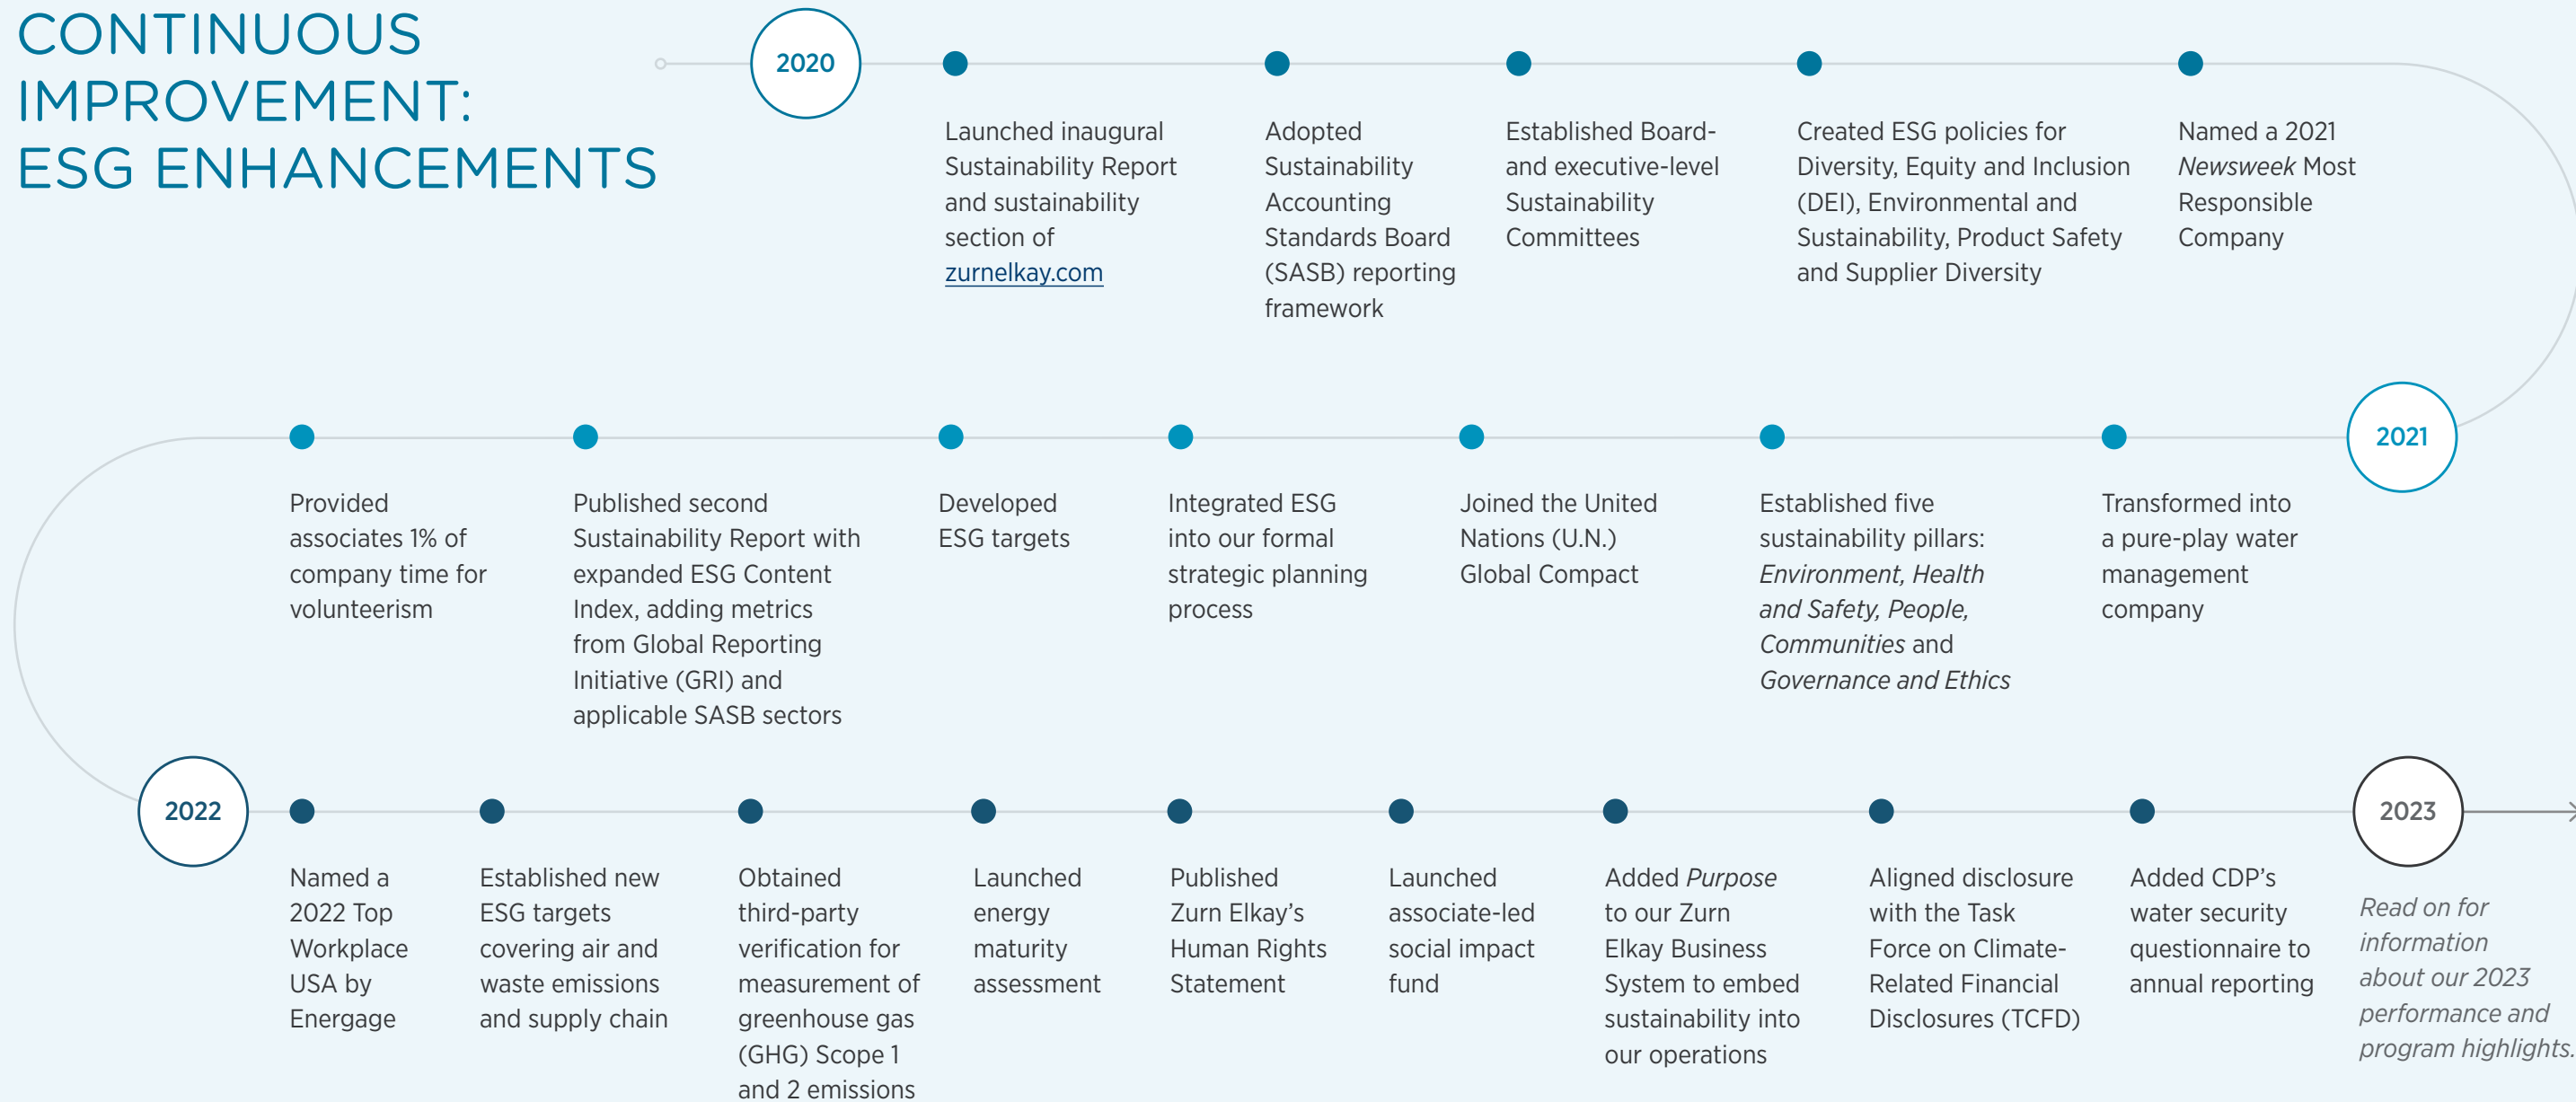 CONTINUOUS
IMPROVEMENT:
ESG ENHANCEMENTS
2020
Launched inaugural
Sustainability Report
and sustainability
section of
zurnelkay.com
Adopted
Sustainability
Accounting
Standards Board
(SASB) reporting
framework
Established Board-
and executive-level
Sustainability
Committees
Created ESG policies for
Diversity, Equity and Inclusion
(DEI), Environmental and
Sustainability, Product Safety
and Supplier Diversity
Named a 2021
Newsweek Most
Responsible
Company
2021
Transformed into
a pure-play water
management
company
Established five
sustainability pillars:
Environment, Health
and Safety, People,
Communities and
Governance and Ethics
Joined the United
Nations (U.N.)
Global Compact
Integrated ESG
into our formal
strategic planning
process
Developed
ESG targets
Published second
Sustainability Report with
expanded ESG Content
Index, adding metrics
from Global Reporting
Initiative (GRI) and
applicable SASB sectors
Provided
associates 1% of
company time for
volunteerism
2022
Named a
2022 Top
Workplace
USA by
Energage
Established new
ESG targets
covering air and
waste emissions
and supply chain
Obtained
third-party
verification for
measurement of
greenhouse gas
(GHG) Scope 1
and 2 emissions
Launched
energy
maturity
assessment
Published
Zurn Elkay’s
Human Rights
Statement
Launched
associate-led
social impact
fund
Added Purpose
to our Zurn
Elkay Business
System to embed
sustainability into
our operations
Aligned disclosure
with the Task
Force on Climate-
Related Financial
Disclosures (TCFD)
Added CDP’s
water security
questionnaire to
annual reporting
2023
Read on for
information
about our 2023
performance and
program highlights.